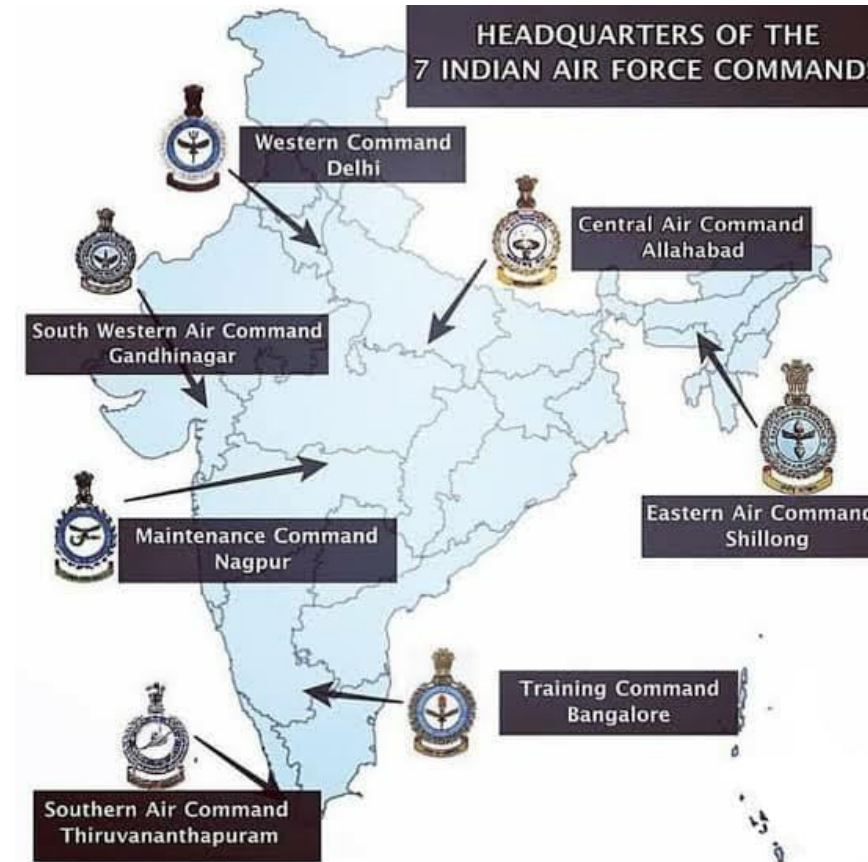 HEADQUARTERS OF THE
7 INDIAN AIR FORCE COMMAND
Western Command
Delhi
Central Air Command
Allahabad
South Western Air Command
Gandhinagar
Eastern Air Command
Shillong
Maintenance Command
Nagpur
Training Command
Bangalore
Southern Air Command
Thiruvananthapuram